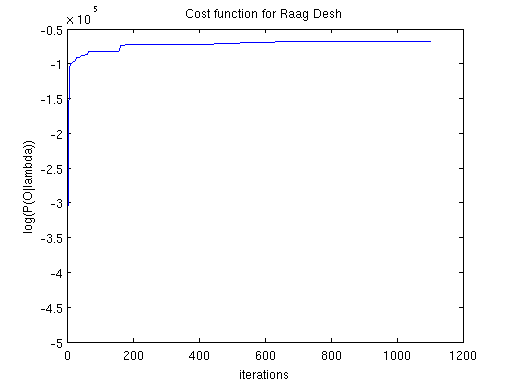 Cost function for Raag Desh
× 10^5
-0.5
-1
-1.5
-2
-2.5
-3
-3.5
-4
-4.5
-5
log(P(O|lambda))
0 200 400 600 800 1000 1200
iterations